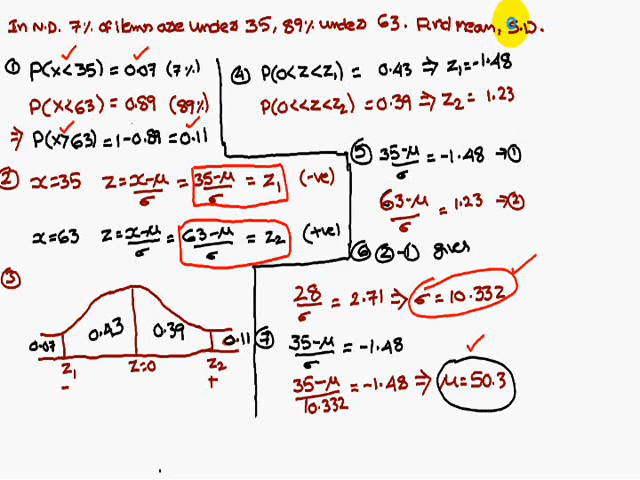 In N.D. 7% of items are under 35, 89% under 63. Find mean, S.D.
① P(x<35) = 0.07 (7%)
P(x<63) = 0.89 (89%)
⇒ P(x>63) = 1-0.89 = 0.11
② x=35 z = x-μ/σ = 35-μ/σ = z₁ (-ve)
x=63 z = x-μ/σ = 63-μ/σ = z₂ (+ve)
③
0.07 0.43 0.39 0.11
z₁ z=0 z₂
- +
④ P(0<z<z₁) = 0.43 ⇒ z₁=-1.48
P(0<z<z₂) = 0.39 ⇒ z₂ = 1.23
⑤ 35-μ/σ = -1.48 →①
63-μ/σ = 1.23 →②
⑥ ②-① gives
28/σ = 2.71 ⇒ σ = 10.332
⑦ 35-μ/σ = -1.48
35-μ/10.332 = -1.48 ⇒ μ=50.3